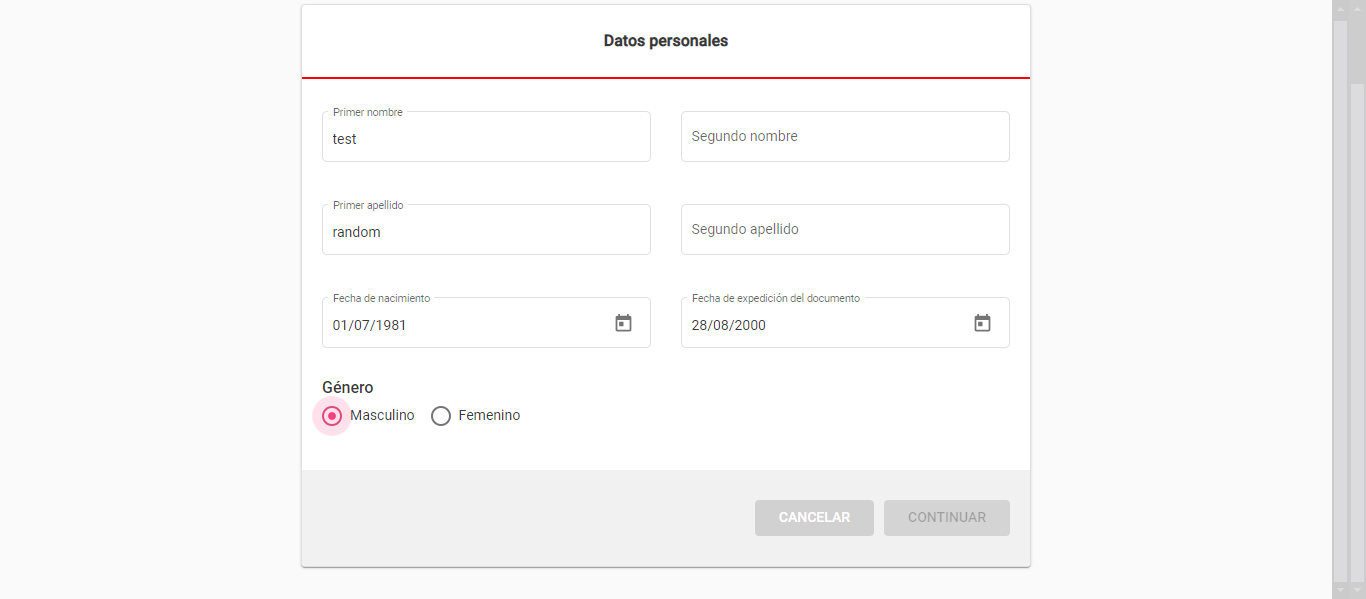 Datos personales
Primer nombre
test
Segundo nombre
Primer apellido
random
Segundo apellido
Fecha de nacimiento
01/07/1981
Fecha de expedición del documento
28/08/2000
Género
Masculino Femenino
CANCELAR CONTINUAR